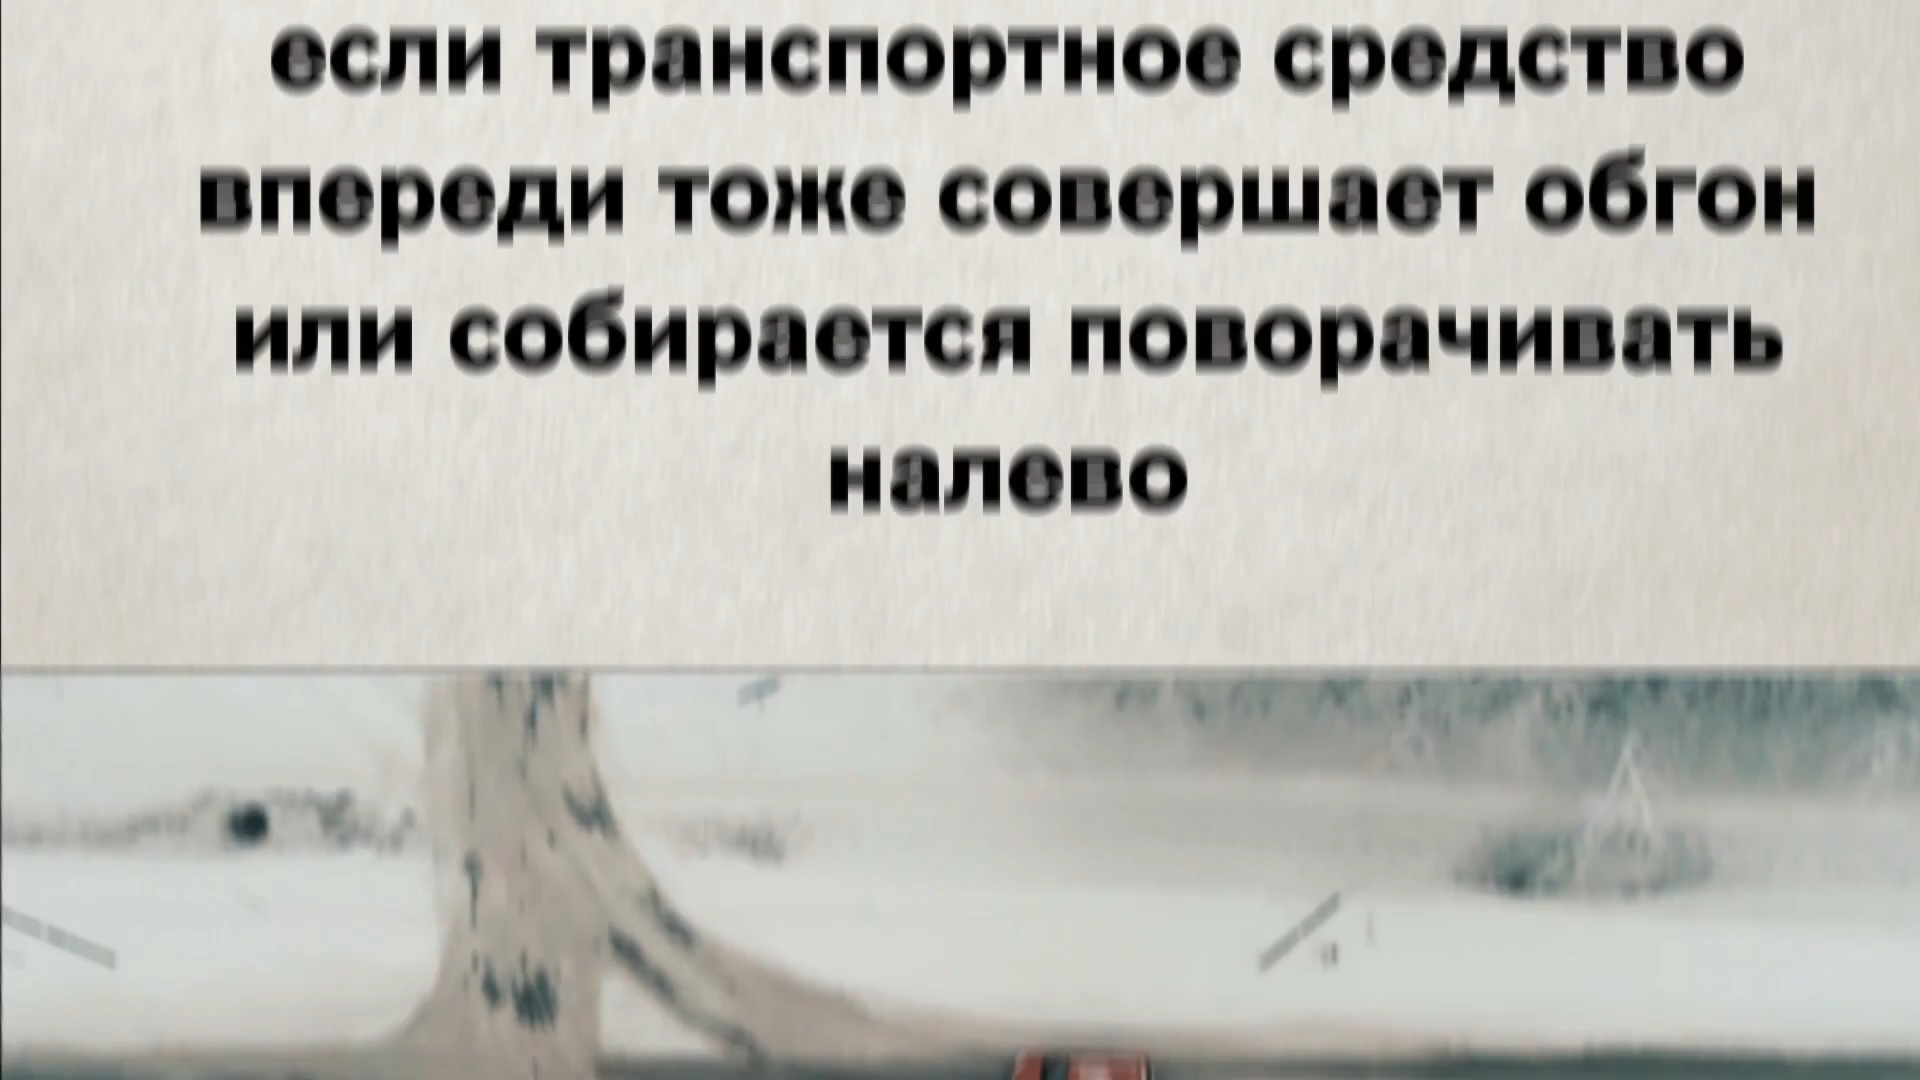 если транспортное средство
впереди тоже совершает обгон
или собирается поворачивать
налево